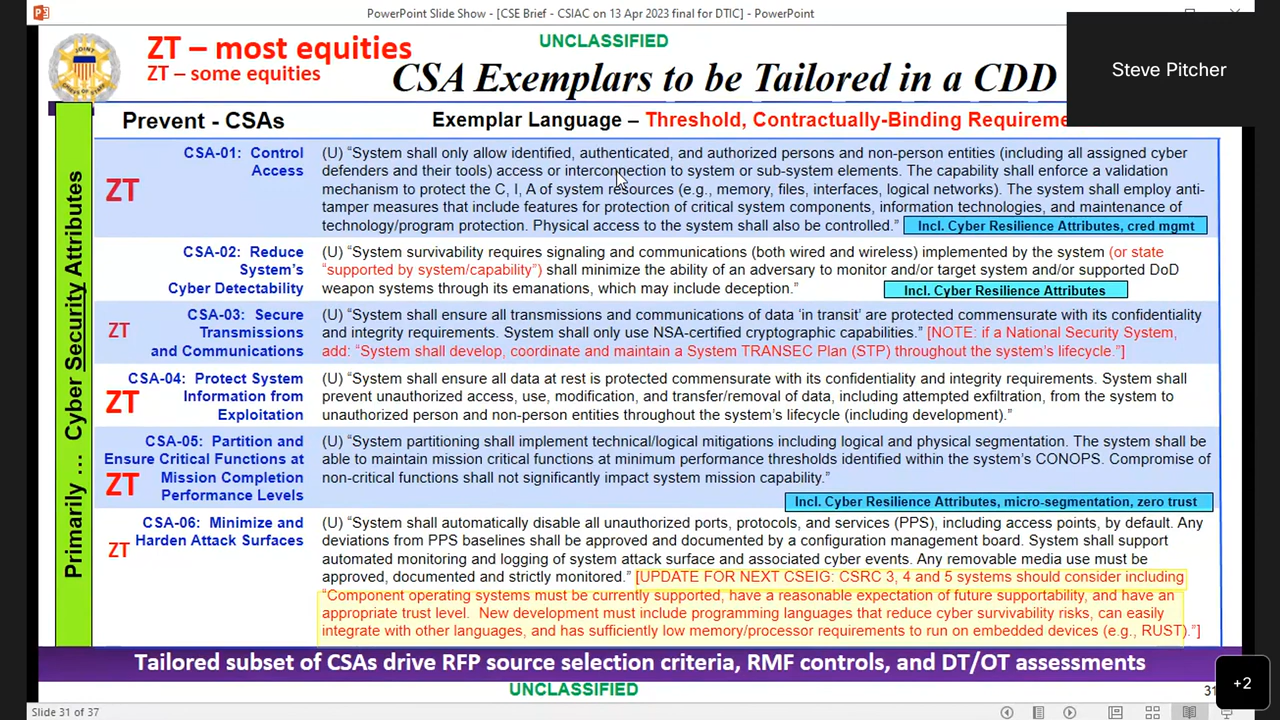 PowerPoint Slide Show - [CSE Brief - CSIAC on 13 Apr 2023 final for DTIC] - PowerPoint
UNCLASSIFIED
ZT – most equities
ZT – some equities
CSA Exemplars to be Tailored in a CDD
Steve Pitcher
Prevent - CSAs
Exemplar Language – Threshold, Contractually-Binding
Primarily ... Cyber Security Attributes
CSA-01: Control
Access
ZT
(U) “System shall only allow identified, authenticated, and authorized persons and non-person entities (including all assigned cyber
defenders and their tools) access or interconnection to system or sub-system elements. The capability shall enforce a validation
mechanism to protect the C, I, A of system resources (e.g., memory, files, interfaces, logical networks). The system shall employ anti-
tamper measures that include features for protection of critical system components, information technologies, and maintenance of
technology/program protection. Physical access to the system shall also be controlled.”
Incl. Cyber Resilience Attributes, cred mgmt
CSA-02: Reduce
System’s
Cyber Detectability
(U) “System survivability requires signaling and communications (both wired and wireless) implemented by the system (or state
“supported by system/capability”) shall minimize the ability of an adversary to monitor and/or target system and/or supported DoD
weapon systems through its emanations, which may include deception.”
Incl. Cyber Resilience Attributes
CSA-03: Secure
Transmissions
and Communications
ZT
(U) “System shall ensure all transmissions and communications of data ‘in transit’ are protected commensurate with its confidentiality
and integrity requirements. System shall only use NSA-certified cryptographic capabilities.” [NOTE: if a National Security System,
add: “System shall develop, coordinate and maintain a System TRANSEC Plan (STP) throughout the system’s lifecycle.”]
CSA-04: Protect System
Information from
Exploitation
ZT
(U) “System shall ensure all data at rest is protected commensurate with its confidentiality and integrity requirements. System shall
prevent unauthorized access, use, modification, and transfer/removal of data, including attempted exfiltration, from the system to
unauthorized person and non-person entities throughout the system’s lifecycle (including development).”
CSA-05: Partition and
Ensure Critical Functions at
Mission Completion
Performance Levels
ZT
(U) “System partitioning shall implement technical/logical mitigations including logical and physical segmentation. The system shall be
able to maintain mission critical functions at minimum performance thresholds identified within the system’s CONOPS. Compromise of
non-critical functions shall not significantly impact system mission capability.”
Incl. Cyber Resilience Attributes, micro-segmentation, zero trust
CSA-06: Minimize and
Harden Attack Surfaces
ZT
(U) “System shall automatically disable all unauthorized ports, protocols, and services (PPS), including access points, by default. Any
deviations from PPS baselines shall be approved and documented by a configuration management board. System shall support
automated monitoring and logging of system attack surface and associated cyber events. Any removable media use must be
approved, documented and strictly monitored.” [UPDATE FOR NEXT CSEIG: CSRC 3, 4 and 5 systems should consider including
“Component operating systems must be currently supported, have a reasonable expectation of future supportability, and have an
appropriate trust level. New development must include programming languages that reduce cyber survivability risks, can easily
integrate with other languages, and has sufficiently low memory/processor requirements to run on embedded devices (e.g., RUST).”]
Tailored subset of CSAs drive RFP source selection criteria, RMF controls, and DT/OT assessments
UNCLASSIFIED
31
+2
Slide 31 of 37